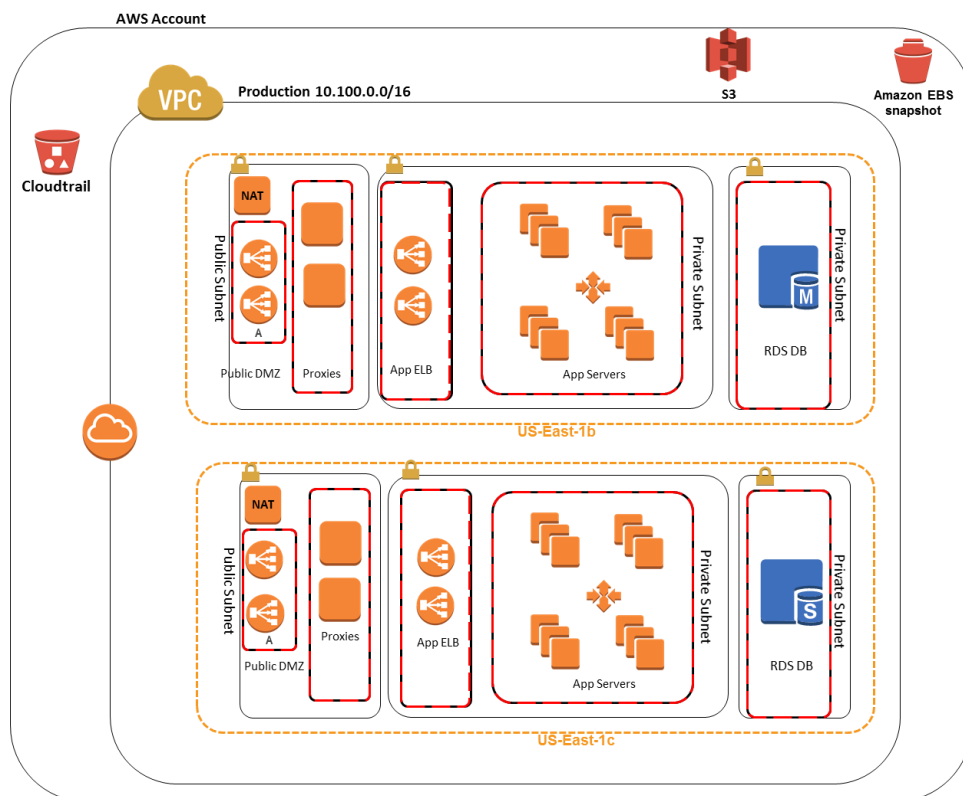 AWS Account
S3
Amazon EBS
snapshot
VPC
Production 10.100.0.0/16
Cloudtrail
NAT
Public Subnet
A
Public DMZ
Proxies
App ELB
App Servers
Private Subnet
M
RDS DB
Private Subnet
US-East-1b
NAT
Public Subnet
A
Public DMZ
Proxies
App ELB
App Servers
Private Subnet
S
RDS DB
Private Subnet
US-East-1c